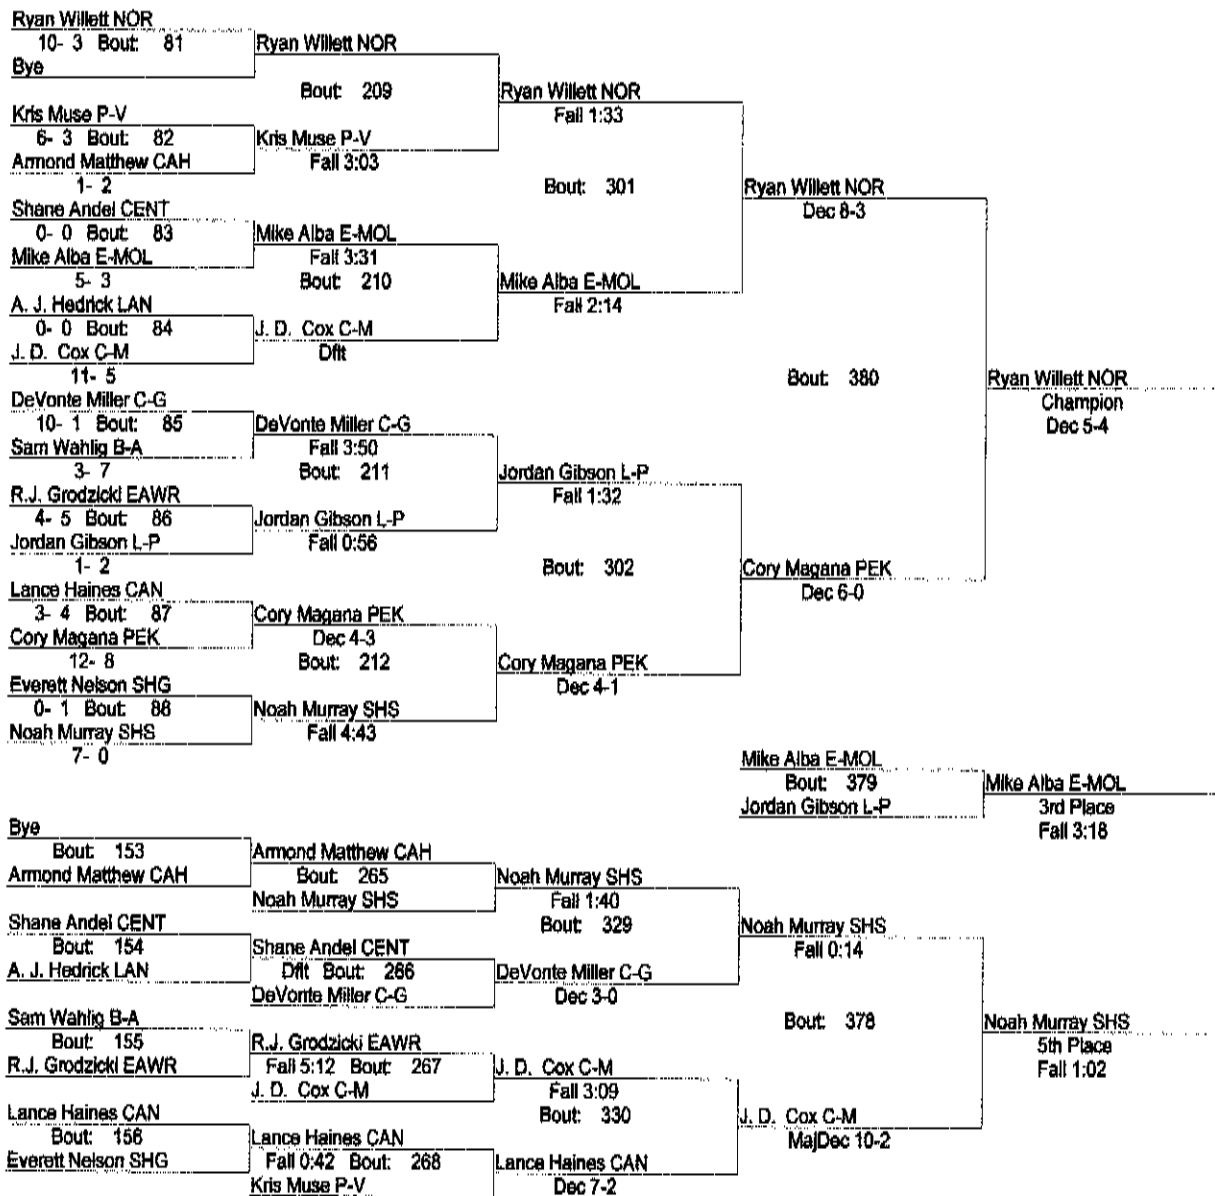 Ryan Willett NOR
10- 3 Bout: 81
Bye
Ryan Willett NOR
Bout: 209
Kris Muse P-V
6- 3 Bout: 82
Armond Matthew CAH
1- 2
Kris Muse P-V
Fall 3:03
Ryan Willett NOR
Fall 1:33
Bout: 301
Shane Andel CENT
0- 0 Bout: 83
Mike Alba E-MOL
5- 3
Mike Alba E-MOL
Fall 3:31
Bout: 210
A. J. Hedrick LAN
0- 0 Bout: 84
J. D. Cox C-M
11- 5
J. D. Cox C-M
Dflt
Mike Alba E-MOL
Fall 2:14
Ryan Willett NOR
Dec 8-3
Bout: 380
DeVonte Miller C-G
10- 1 Bout: 85
Sam Wahlig B-A
3- 7
DeVonte Miller C-G
Fall 3:50
Bout: 211
R.J. Grodzicki EAWR
4- 5 Bout: 86
Jordan Gibson L-P
1- 2
Jordan Gibson L-P
Fall 0:56
Jordan Gibson L-P
Fall 1:32
Bout: 302
Lance Haines CAN
3- 4 Bout: 87
Cory Magana PEK
12- 8
Cory Magana PEK
Dec 4-3
Bout: 212
Everett Nelson SHG
0- 1 Bout: 88
Noah Murray SHS
7- 0
Noah Murray SHS
Fall 4:43
Cory Magana PEK
Dec 4-1
Cory Magana PEK
Dec 6-0
Ryan Willett NOR
Champion
Dec 5-4
Mike Alba E-MOL
Bout: 379
Jordan Gibson L-P
Mike Alba E-MOL
3rd Place
Fall 3:18
Bye
Bout: 153
Armond Matthew CAH
Armond Matthew CAH
Bout: 265
Noah Murray SHS
Noah Murray SHS
Fall 1:40
Bout: 329
Shane Andel CENT
Bout: 154
A. J. Hedrick LAN
Shane Andel CENT
Dflt Bout: 266
DeVonte Miller C-G
DeVonte Miller C-G
Dec 3-0
Noah Murray SHS
Fall 0:14
Bout: 378
Sam Wahlig B-A
Bout: 155
R.J. Grodzicki EAWR
R.J. Grodzicki EAWR
Fall 5:12 Bout: 267
J. D. Cox C-M
J. D. Cox C-M
Fall 3:09
Bout: 330
Lance Haines CAN
Bout: 156
Everett Nelson SHG
Lance Haines CAN
Fall 0:42 Bout: 268
Kris Muse P-V
Lance Haines CAN
Dec 7-2
J. D. Cox C-M
MajDec 10-2
Noah Murray SHS
5th Place
Fall 1:02